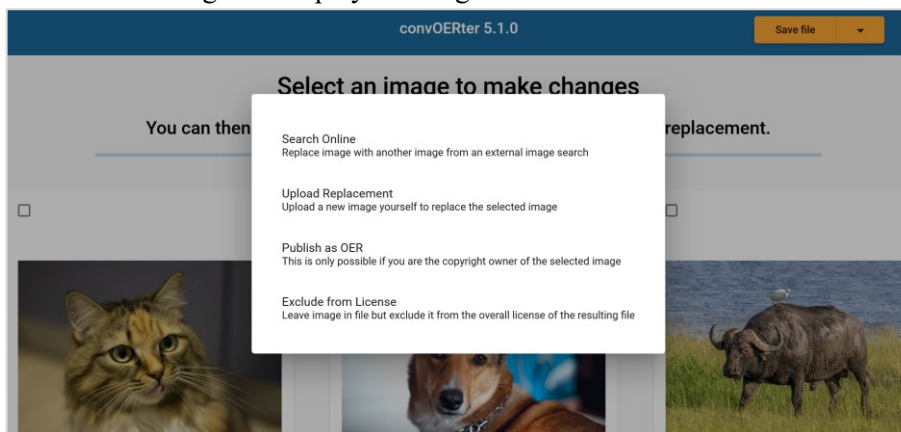 convOERter 5.1.0
Save file
Select an image to make changes
You can then
replacement.
Search Online
Replace image with another image from an external image search
Upload Replacement
Upload a new image yourself to replace the selected image
Publish as OER
This is only possible if you are the copyright owner of the selected image
Exclude from License
Leave image in file but exclude it from the overall license of the resulting file